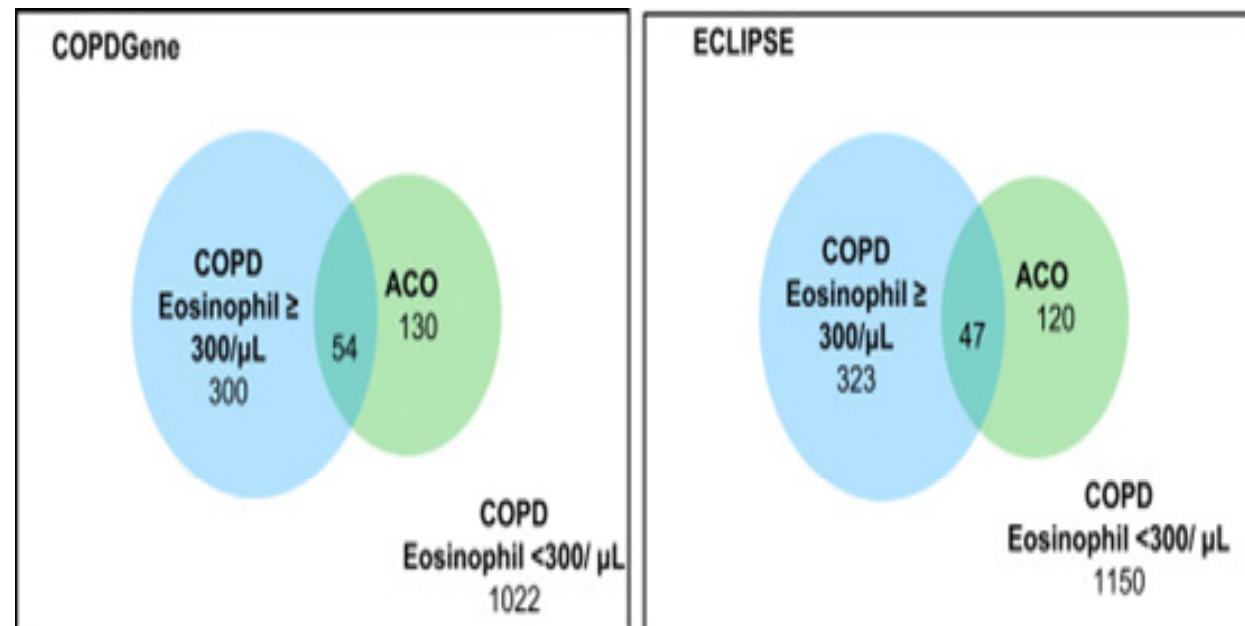 COPDGene
COPD
Eosinophil ≥
300/µL
300
54
ACO
130
COPD
Eosinophil <300/ µL
1022
ECLIPSE
COPD
Eosinophil ≥
300/µL
323
47
ACO
120
COPD
Eosinophil <300/ µL
1150